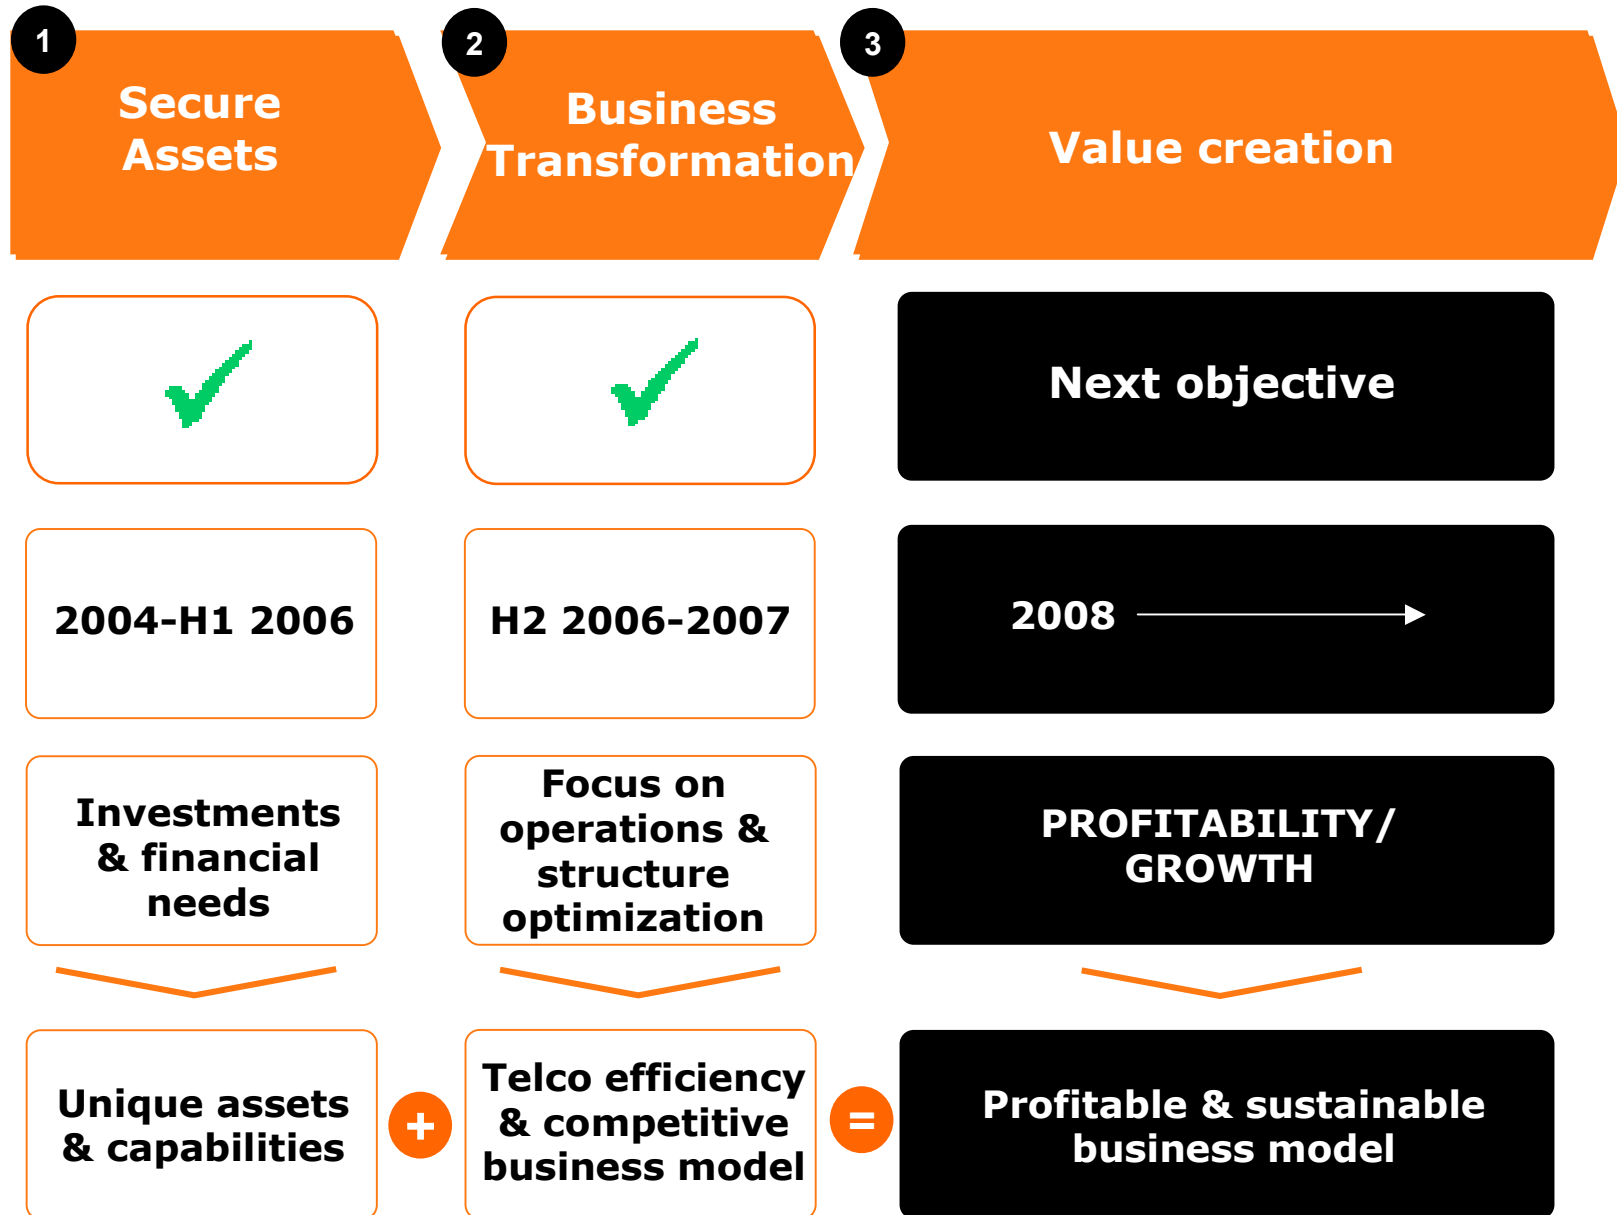 1
Secure
Assets
2
Business
Transformation
3
Value creation
Next objective
2004-H1 2006
H2 2006-2007
2008
Investments
& financial
needs
Focus on
operations &
structure
optimization
PROFITABILITY/
GROWTH
Unique assets
& capabilities
+
Telco efficiency
& competitive
business model
=
Profitable & sustainable
business model